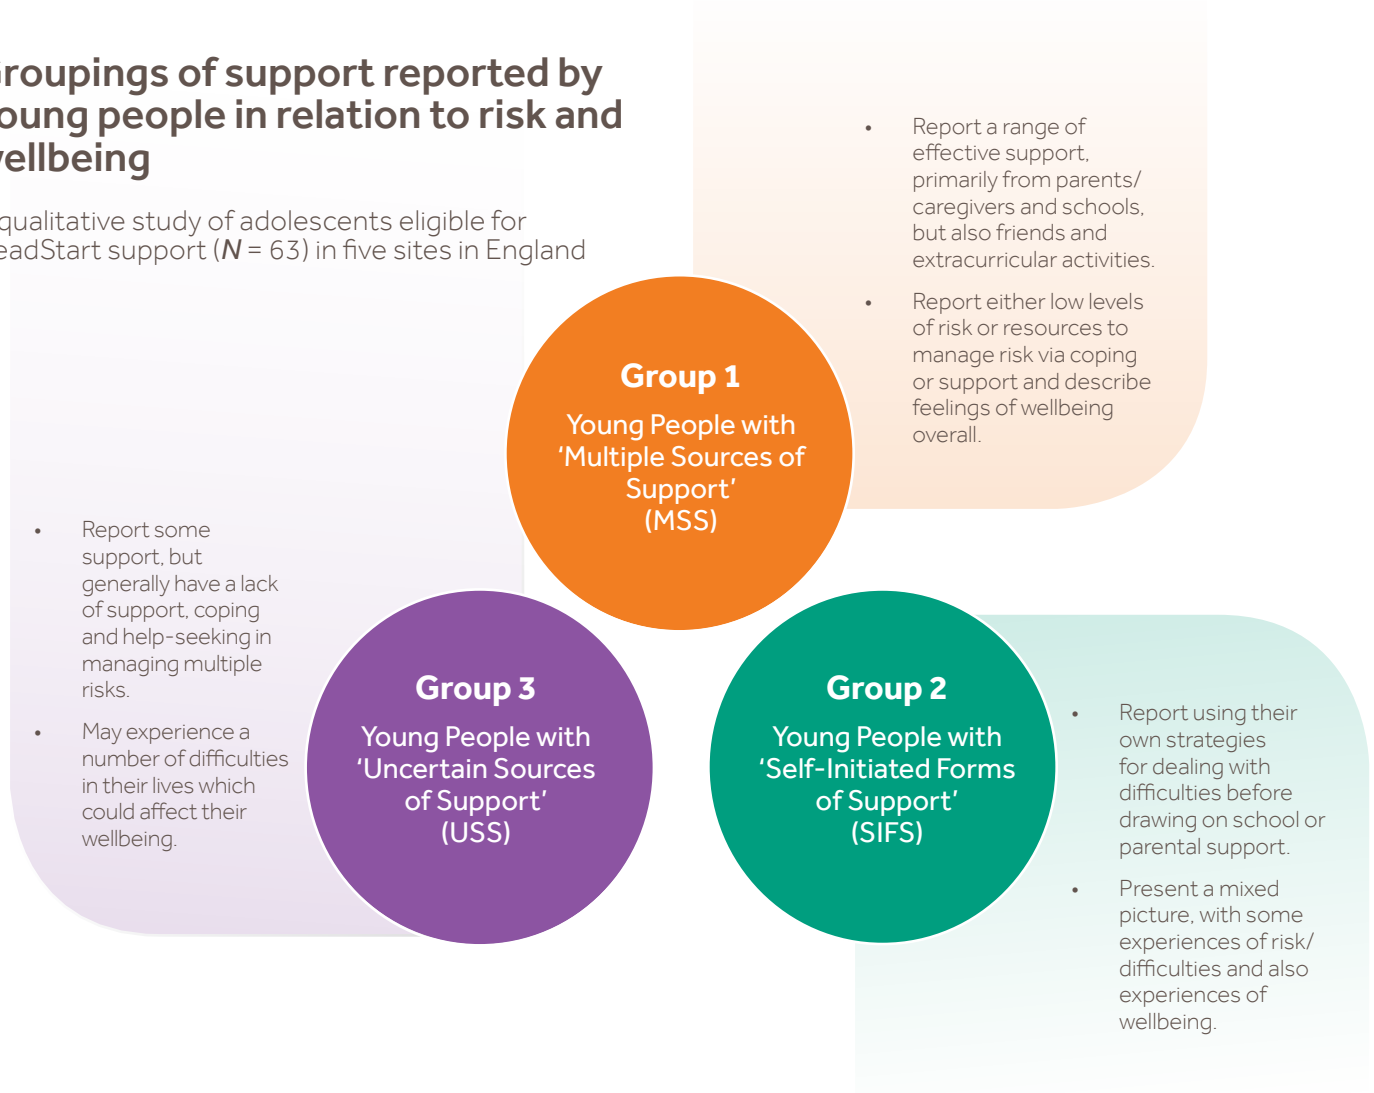 roupings of support reported by
oung people in relation to risk and
ellbeing
qualitative study of adolescents eligible for
eadStart support (N = 63) in five sites in England
• Report a range of
effective support,
primarily from parents/
caregivers and schools,
but also friends and
extracurricular activities.
• Report either low levels
of risk or resources to
manage risk via coping
or support and describe
feelings of wellbeing
overall.
Group 1
Young People with
‘Multiple Sources of
Support’
(MSS)
• Report some
support, but
generally have a lack
of support, coping
and help-seeking in
managing multiple
risks.
• May experience a
number of difficulties
in their lives which
could affect their
wellbeing.
Group 3
Young People with
‘Uncertain Sources
of Support’
(USS)
Group 2
Young People with
‘Self-Initiated Forms
of Support’
(SIFS)
• Report using their
own strategies
for dealing with
difficulties before
drawing on school or
parental support.
• Present a mixed
picture, with some
experiences of risk/
difficulties and also
experiences of
wellbeing.